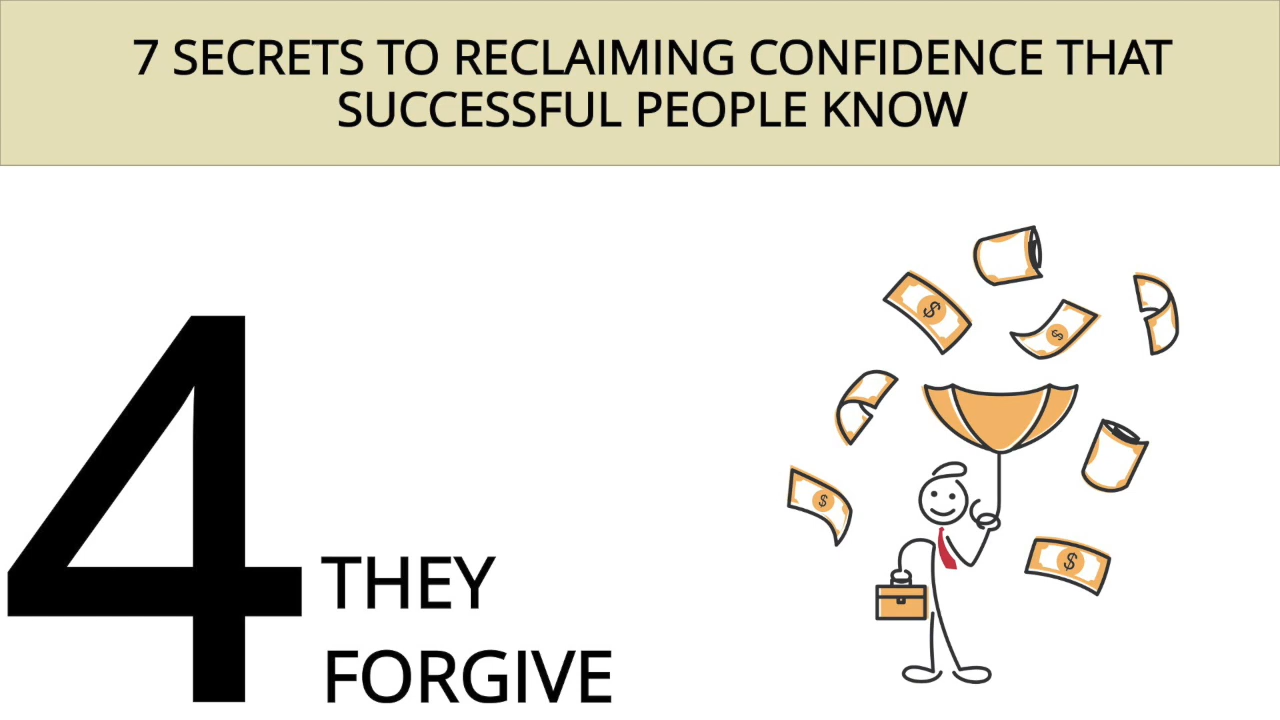 7 SECRETS TO RECLAIMING CONFIDENCE THAT
SUCCESSFUL PEOPLE KNOW
4
THEY
FORGIVE
$
$
$
$